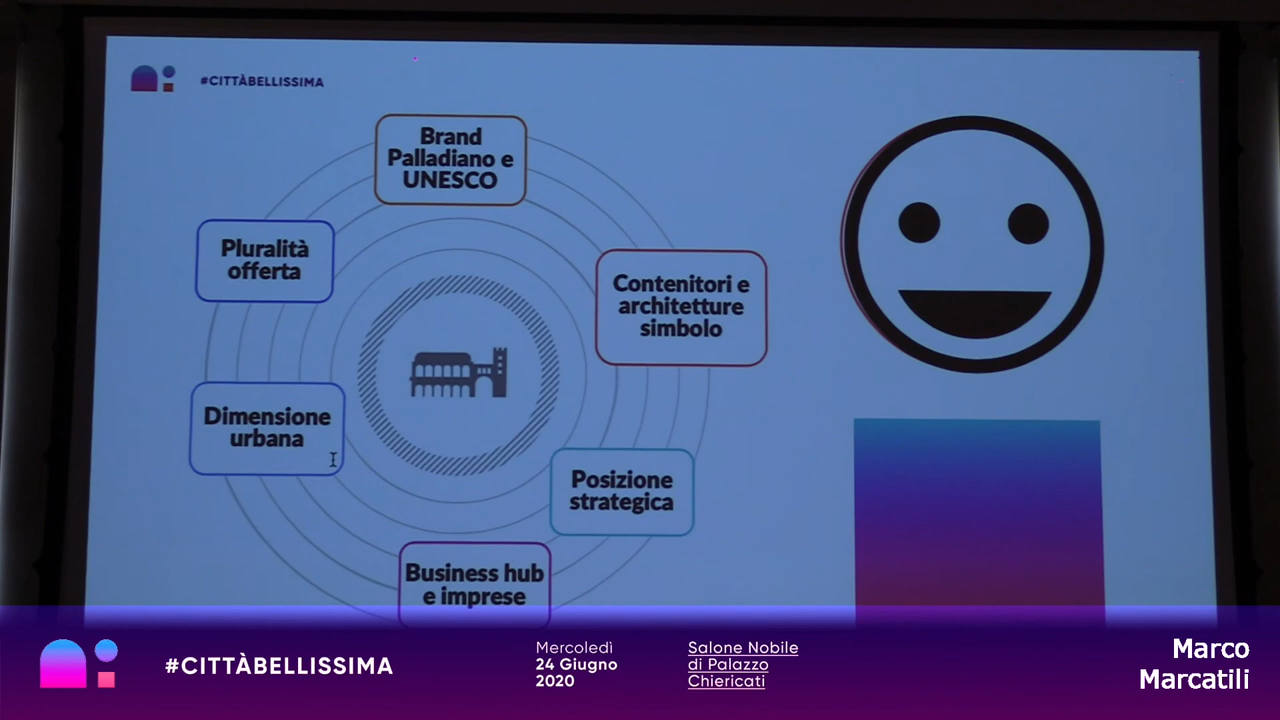 #CITTÀBELLISSIMA
Brand
Palladiano e
UNESCO
Pluralità
offerta
Contenitori e
architetture
simbolo
Dimensione
urbana
Posizione
strategica
Business hub
e imprese
#CITTÀBELLISSIMA
Mercoledì
24 Giugno
2020
Salone Nobile
di Palazzo
Chiericati
Marco
Marcatili